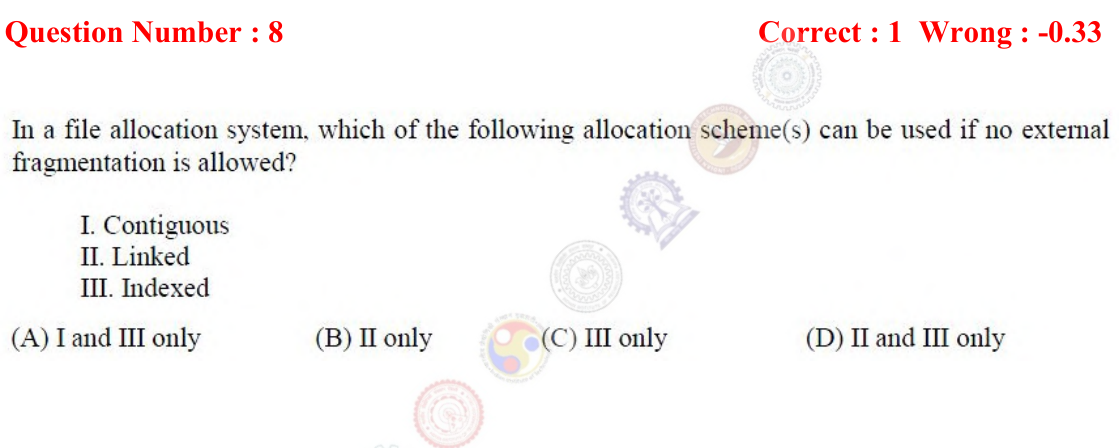 Question Number : 8 Correct : 1 Wrong : -0.33
In a file allocation system, which of the following allocation scheme(s) can be used if no external
fragmentation is allowed?
I. Contiguous
II. Linked
III. Indexed
(A) I and III only (B) II only (C) III only (D) II and III only